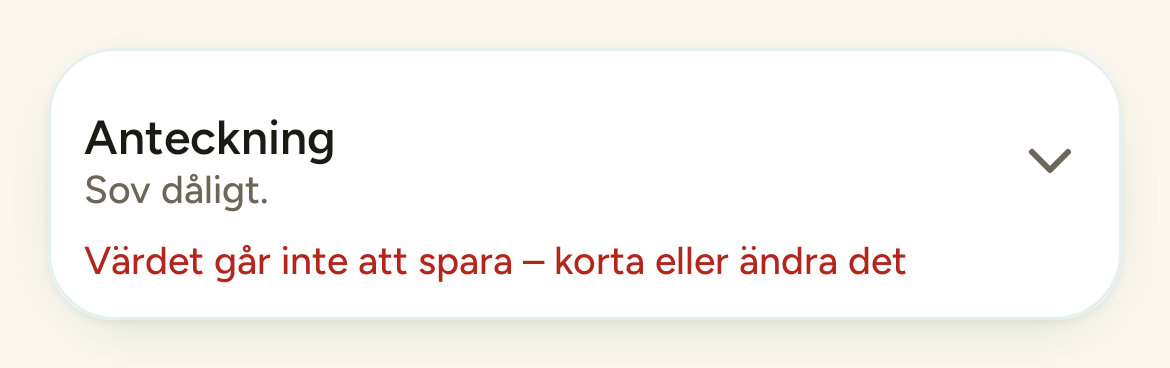 Anteckning
Sov dåligt.
Värdet går inte att spara – korta eller ändra det